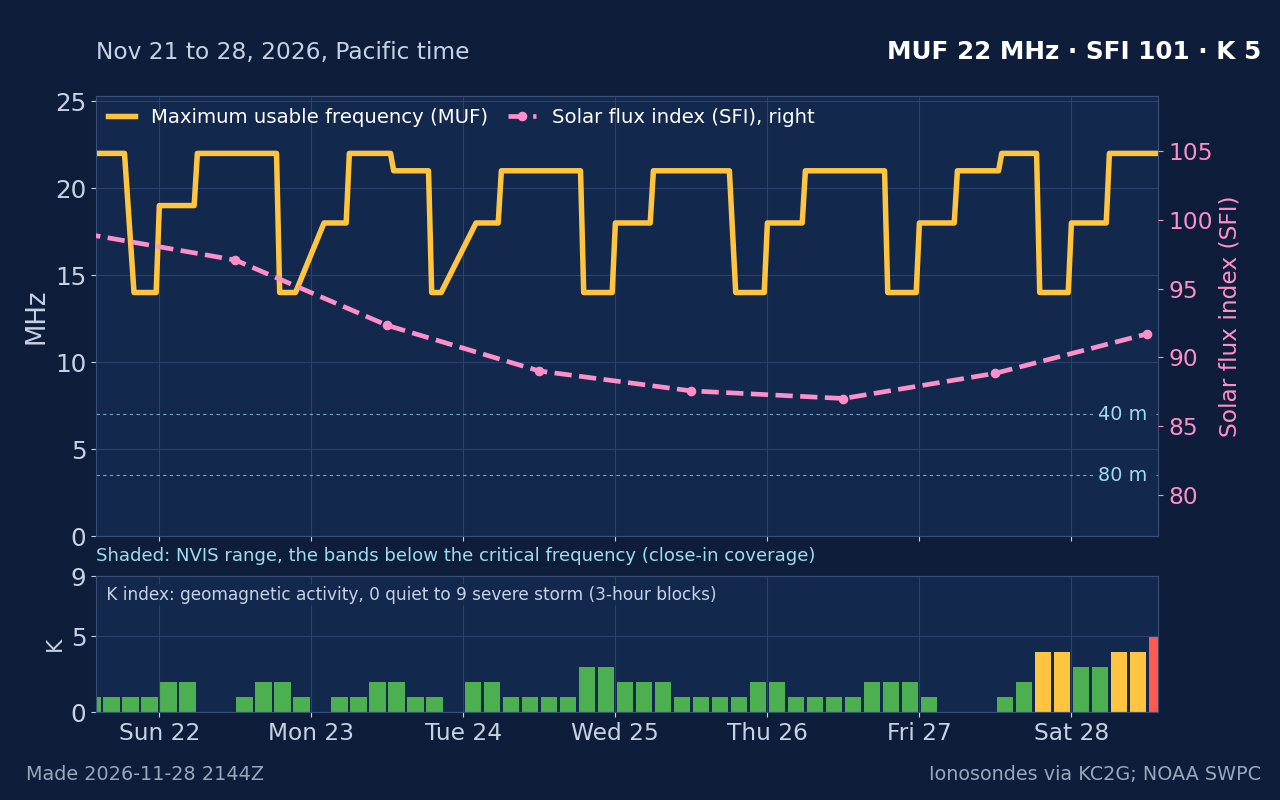 Nov 21 to 28, 2026, Pacific time
MUF 22 MHz · SFI 101 · K 5
Maximum usable frequency (MUF)
Solar flux index (SFI), right
25
20
15
10
5
0
MHz
105
100
95
90
85
80
Solar flux index (SFI)
40 m
80 m
Shaded: NVIS range, the bands below the critical frequency (close-in coverage)
K index: geomagnetic activity, 0 quiet to 9 severe storm (3-hour blocks)
9
5
0
K
Sun 22
Mon 23
Tue 24
Wed 25
Thu 26
Fri 27
Sat 28
Made 2026-11-28 2144Z
Ionosondes via KC2G; NOAA SWPC